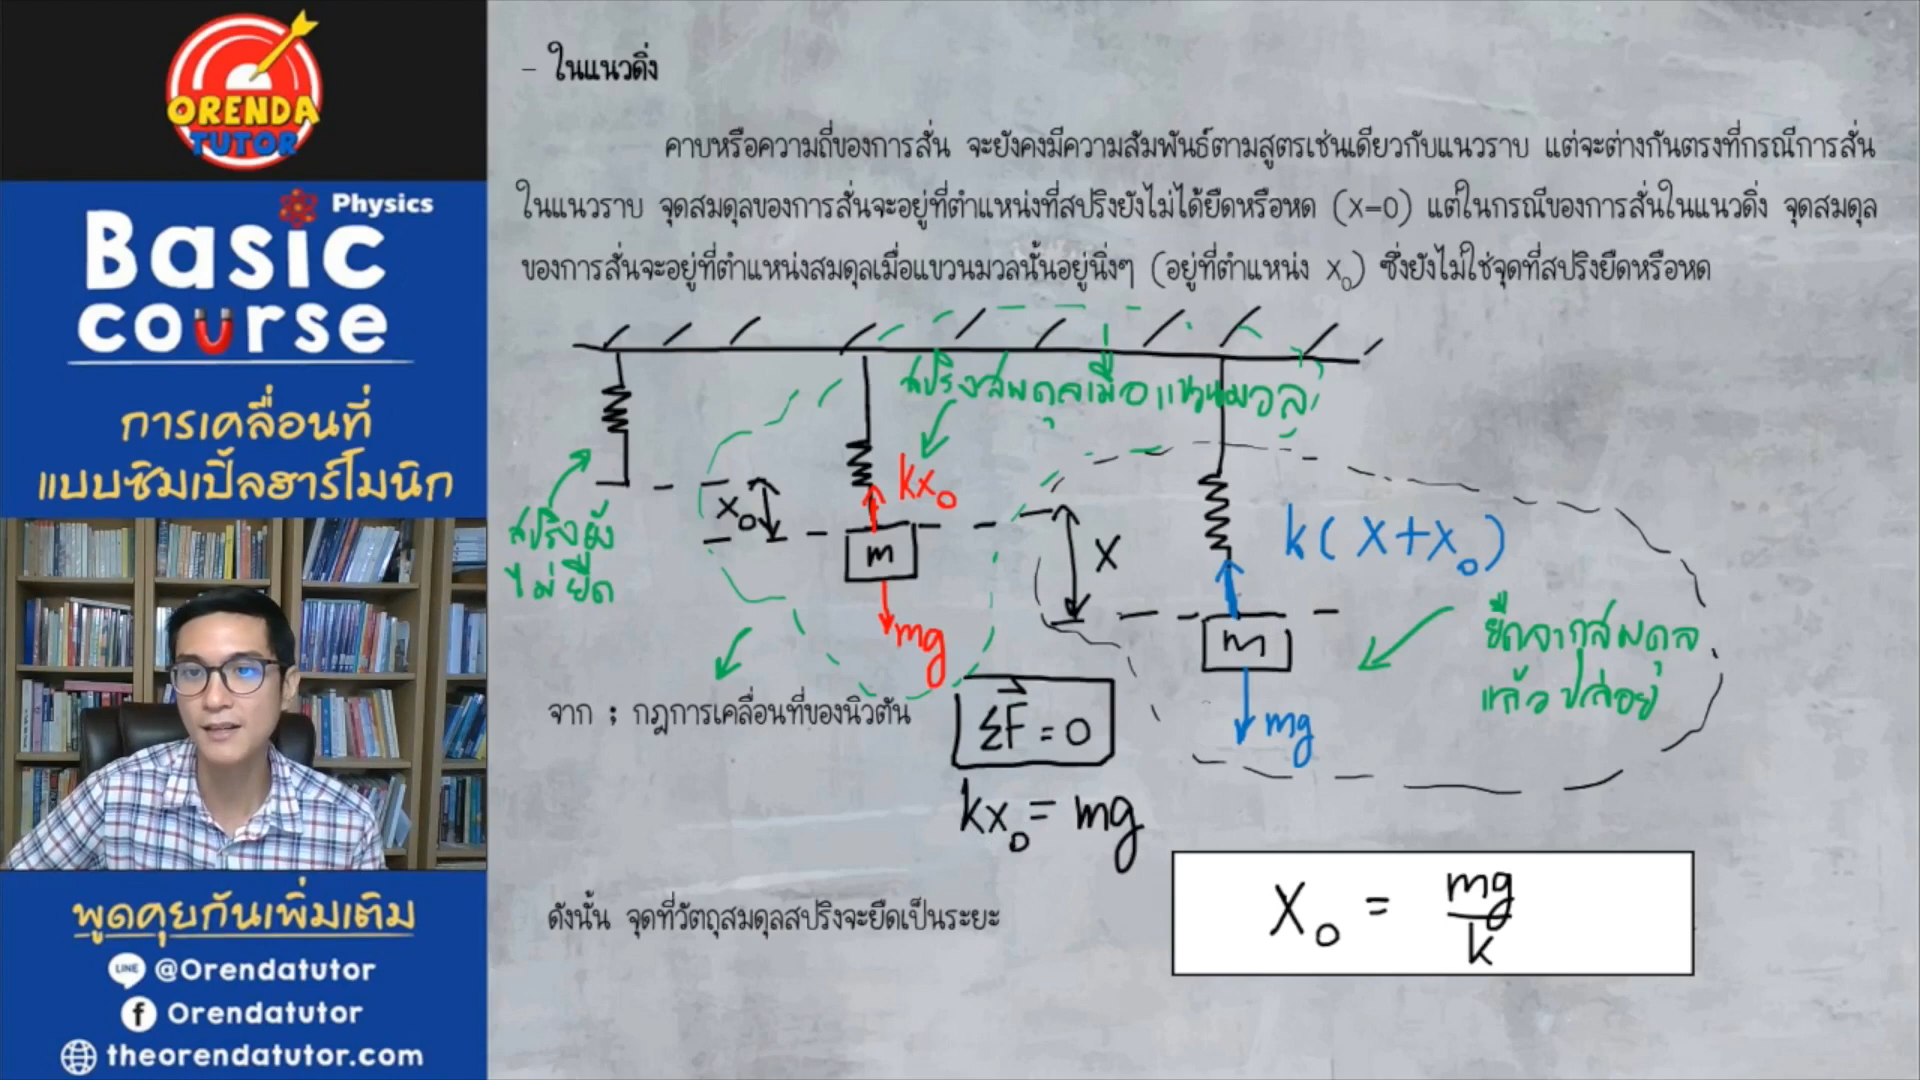 ORENDA
TUTOR
Physics
Basic
course
การเคลื่อนที่
แบบซิมเปิ้ลฮาร์โมนิก
พูดคุยกันเพิ่มเติม
LINE @Orendatutor
f Orendatutor
theorendatutor.com
- ในแนวดิ่ง
คาบหรือความถี่ของการสั่น จะยังคงมีความสัมพันธ์ตามสูตรเช่นเดียวกับแนวราบ แต่จะต่างกันตรงที่กรณีการสั่น
ในแนวราบ จุดสมดุลของการสั่นจะอยู่ที่ตำแหน่งที่สปริงยังไม่ได้ยืดหรือหด (x=0) แต่ในกรณีของการสั่นในแนวดิ่ง จุดสมดุล
ของการสั่นจะอยู่ที่ตำแหน่งสมดุลเมื่อแขวนมวลนั้นอยู่นิ่งๆ (อยู่ที่ตำแหน่ง x₀) ซึ่งยังไม่ใช่จุดที่สปริงยืดหรือหด
สปริงสมดุลเมื่อแขวนมวล
สปริงยัง
ไม่ยืด
x₀
kx₀
m
mg
x
k(x+x₀)
m
mg
ยืดจากสมดุล
แล้วปล่อย
จาก ; กฎการเคลื่อนที่ของนิวตัน
ΣF⃗ = 0
kx₀ = mg
ดังนั้น จุดที่วัตถุสมดุลสปริงจะยืดเป็นระยะ
x₀ = mg/k